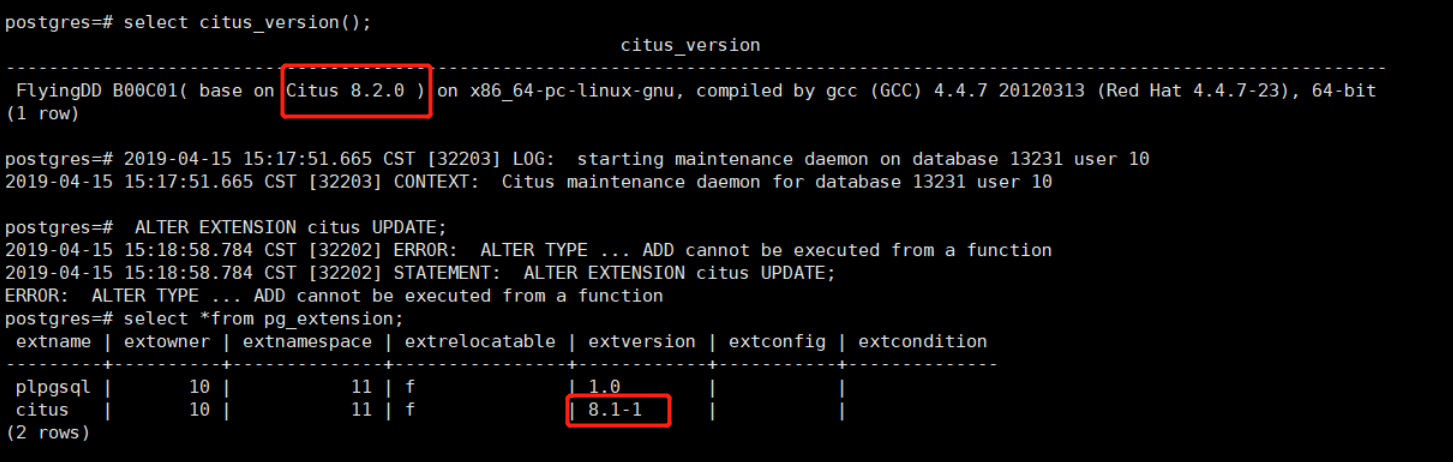 postgres=# select citus_version();
citus_version
--------------------------------------------------------------------------------------------------------------------------------
FlyingDD B00C01( base on Citus 8.2.0 ) on x86_64-pc-linux-gnu, compiled by gcc (GCC) 4.4.7 20120313 (Red Hat 4.4.7-23), 64-bit
(1 row)
postgres=# 2019-04-15 15:17:51.665 CST [32203] LOG:  starting maintenance daemon on database 13231 user 10
2019-04-15 15:17:51.665 CST [32203] CONTEXT:  Citus maintenance daemon for database 13231 user 10
postgres=#  ALTER EXTENSION citus UPDATE;
2019-04-15 15:18:58.784 CST [32202] ERROR:  ALTER TYPE ... ADD cannot be executed from a function
2019-04-15 15:18:58.784 CST [32202] STATEMENT:  ALTER EXTENSION citus UPDATE;
ERROR:  ALTER TYPE ... ADD cannot be executed from a function
postgres=# select *from pg_extension;
extname | extowner | extnamespace | extrelocatable | extversion | extconfig | extcondition
---------+----------+--------------+----------------+------------+-----------+--------------
plpgsql |       10 |           11 | f              | 1.0        |           |
citus   |       10 |           11 | f              | 8.1-1      |           |
(2 rows)